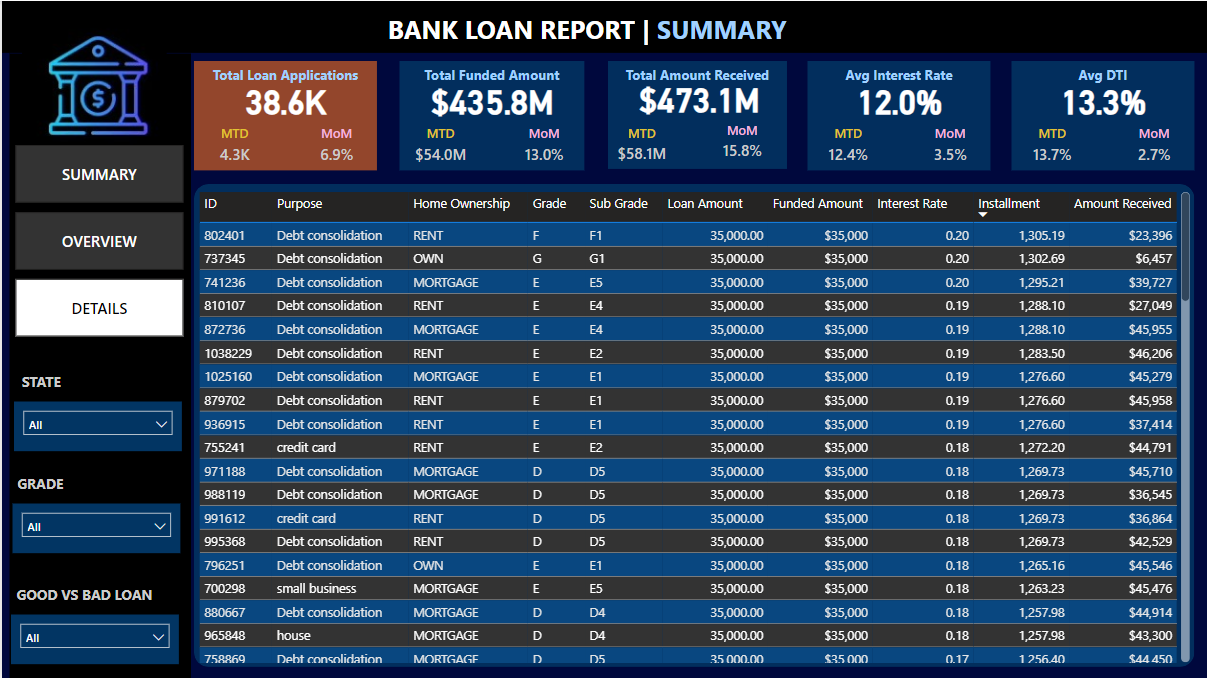 BANK LOAN REPORT | SUMMARY
Total Loan Applications
38.6K
MTD MoM
4.3K 6.9%
Total Funded Amount
$435.8M
MTD MoM
$54.0M 13.0%
Total Amount Received
$473.1M
MTD MoM
$58.1M 15.8%
Avg Interest Rate
12.0%
MTD MoM
12.4% 3.5%
Avg DTI
13.3%
MTD MoM
13.7% 2.7%
SUMMARY
OVERVIEW
DETAILS
STATE
All
GRADE
All
GOOD VS BAD LOAN
All
ID Purpose Home Ownership Grade Sub Grade Loan Amount Funded Amount Interest Rate Installment Amount Received
802401 Debt consolidation RENT F F1 35,000.00 $35,000 0.20 1,305.19 $23,396
737345 Debt consolidation OWN G G1 35,000.00 $35,000 0.20 1,302.69 $6,457
741236 Debt consolidation MORTGAGE E E5 35,000.00 $35,000 0.20 1,295.21 $39,727
810107 Debt consolidation RENT E E4 35,000.00 $35,000 0.19 1,288.10 $27,049
872736 Debt consolidation MORTGAGE E E4 35,000.00 $35,000 0.19 1,288.10 $45,955
1038229 Debt consolidation RENT E E2 35,000.00 $35,000 0.19 1,283.50 $46,206
1025160 Debt consolidation MORTGAGE E E1 35,000.00 $35,000 0.19 1,276.60 $45,279
879702 Debt consolidation RENT E E1 35,000.00 $35,000 0.19 1,276.60 $45,958
936915 Debt consolidation RENT E E1 35,000.00 $35,000 0.19 1,276.60 $37,414
755241 credit card RENT E E2 35,000.00 $35,000 0.18 1,272.20 $44,791
971188 Debt consolidation MORTGAGE D D5 35,000.00 $35,000 0.18 1,269.73 $45,710
988119 Debt consolidation MORTGAGE D D5 35,000.00 $35,000 0.18 1,269.73 $36,545
991612 credit card RENT D D5 35,000.00 $35,000 0.18 1,269.73 $36,864
995368 Debt consolidation RENT D D5 35,000.00 $35,000 0.18 1,269.73 $42,529
796251 Debt consolidation OWN E E1 35,000.00 $35,000 0.18 1,265.16 $45,546
700298 small business MORTGAGE E E5 35,000.00 $35,000 0.18 1,263.23 $45,476
880667 Debt consolidation MORTGAGE D D4 35,000.00 $35,000 0.18 1,257.98 $44,914
965848 house MORTGAGE D D4 35,000.00 $35,000 0.18 1,257.98 $43,300
758869 Debt consolidation MORTGAGE D D5 35,000.00 $35,000 0.17 1,256.40 $44,450